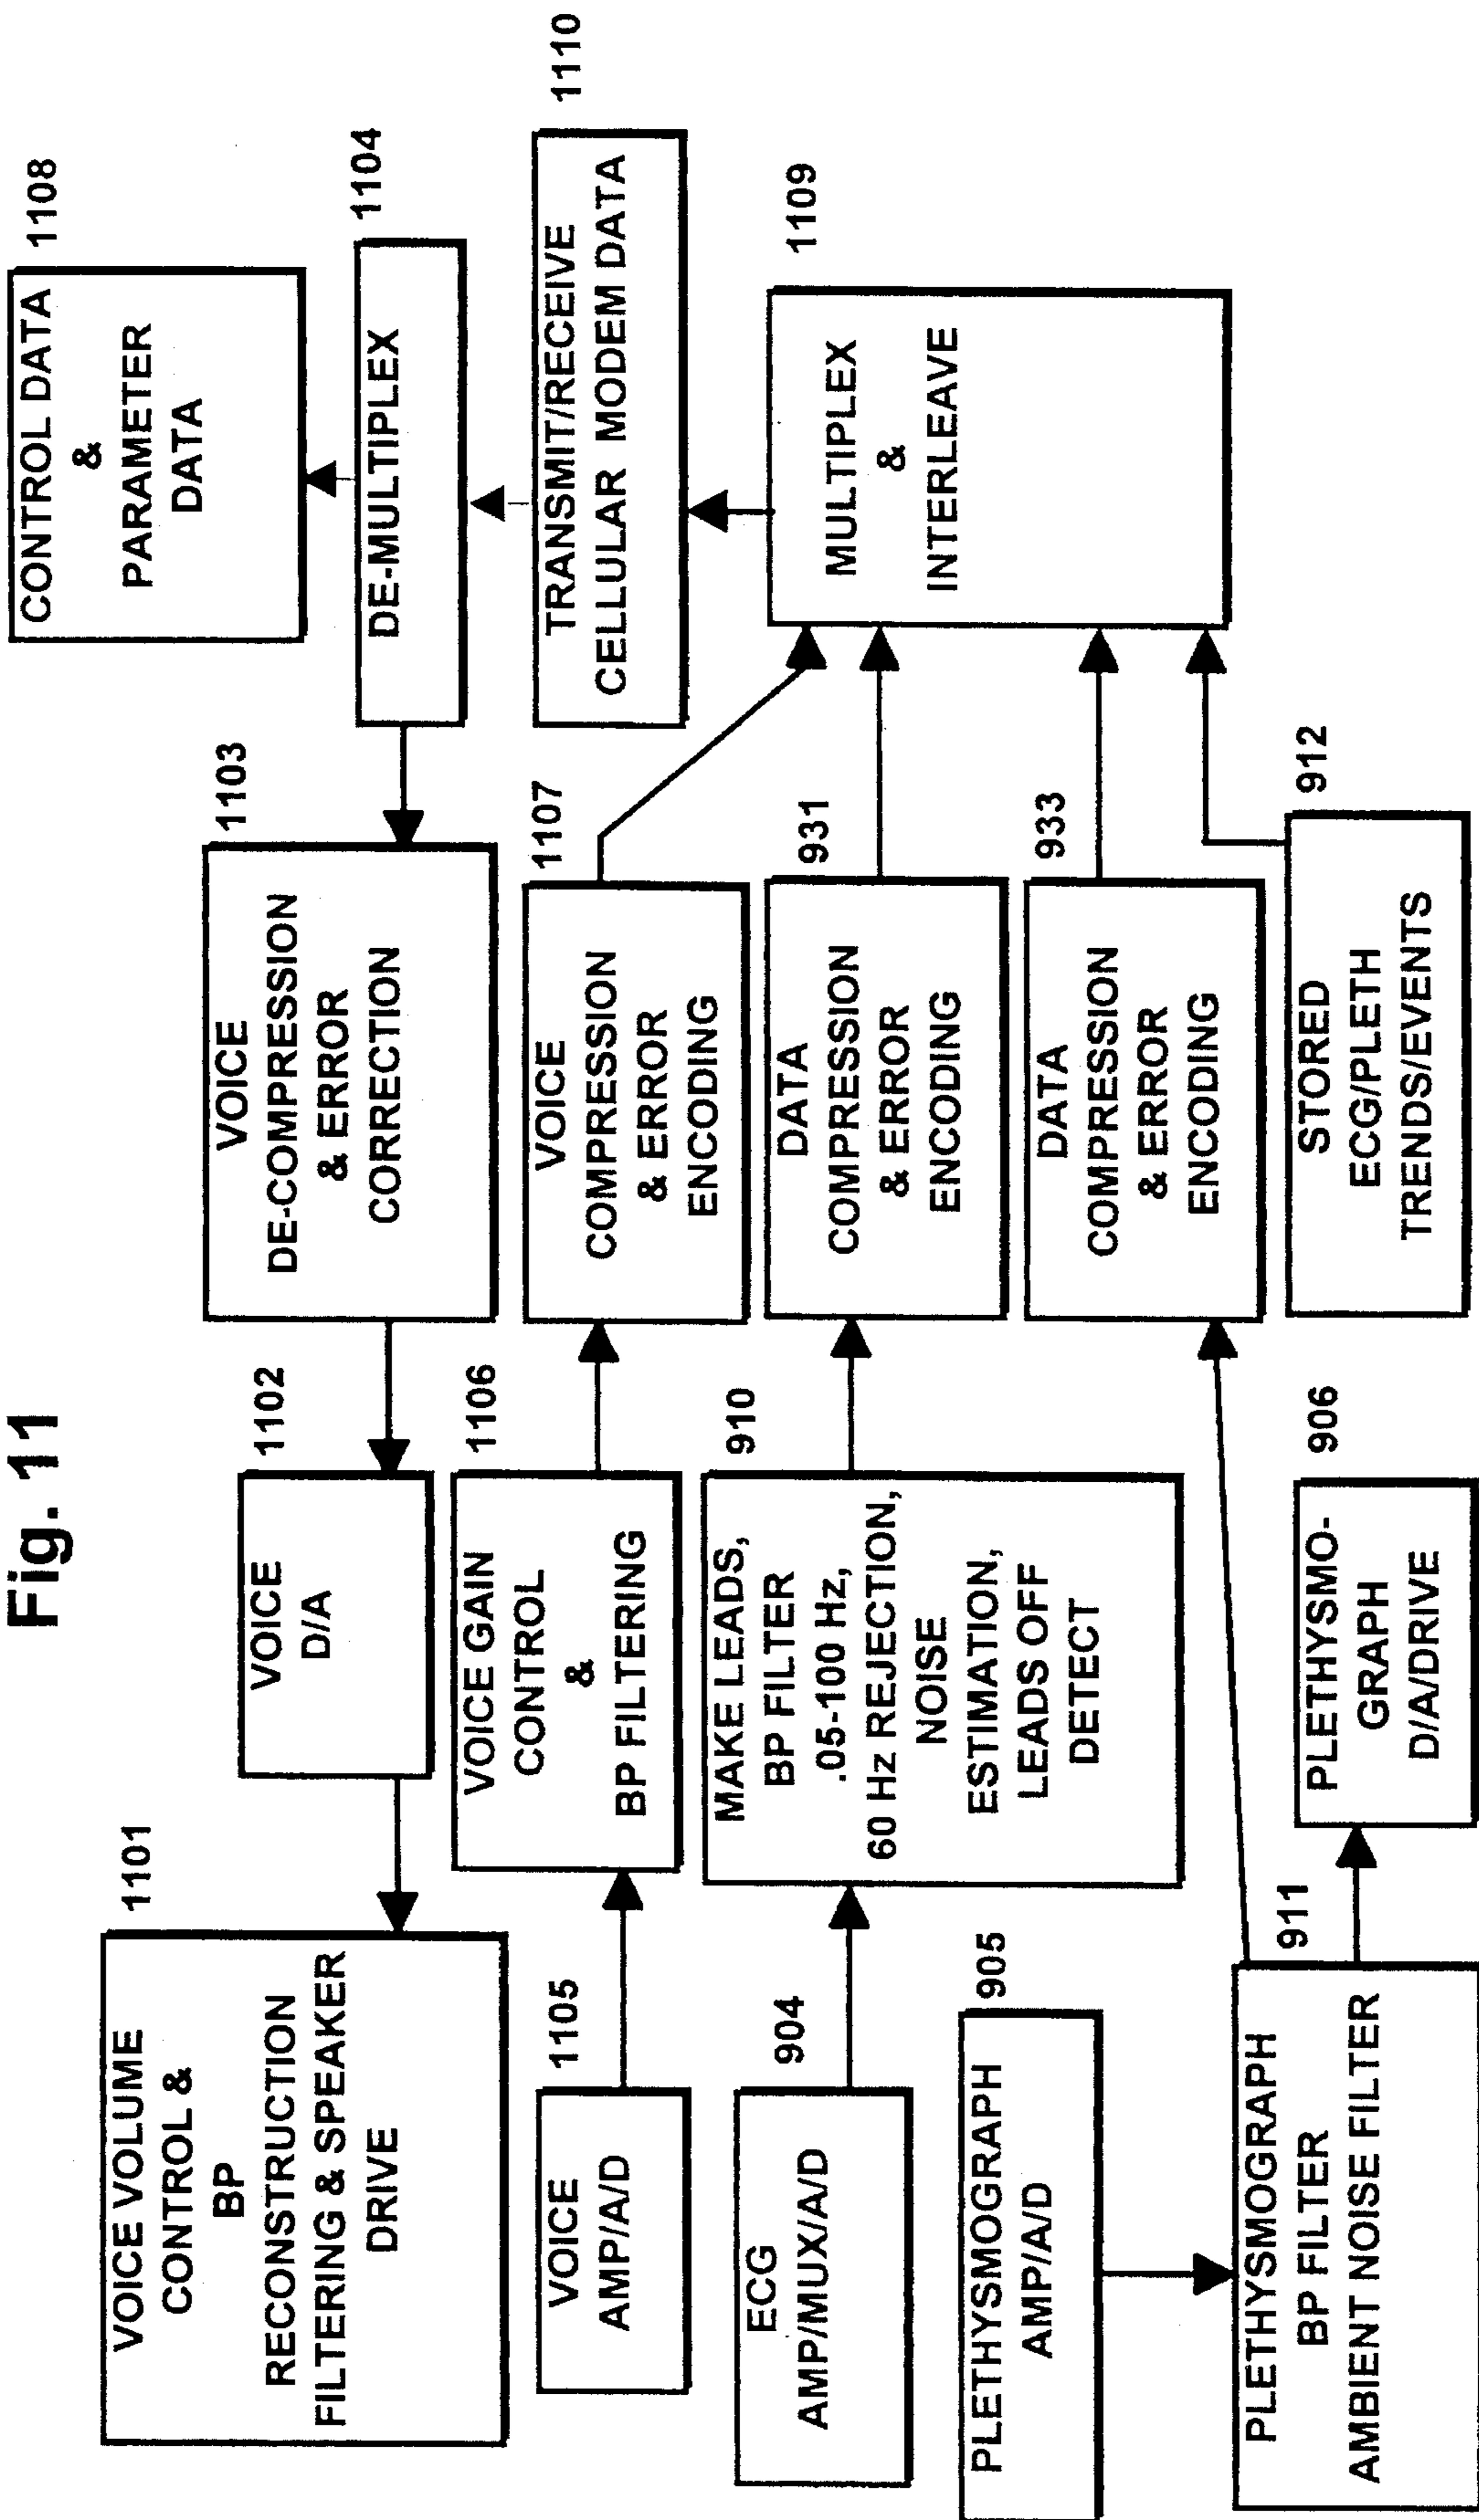 Fig. 11
1101
VOICE VOLUME
CONTROL &
BP
RECONSTRUCTION
FILTERING & SPEAKER
DRIVE
1102
VOICE
D/A
1103
VOICE
DE-COMPRESSION
& ERROR
CORRECTION
1104
DE-MULTIPLEX
1108
CONTROL DATA
&
PARAMETER
DATA
1105
VOICE
AMP/A/D
1106
VOICE GAIN
CONTROL
&
BP FILTERING
1107
VOICE
COMPRESSION
& ERROR
ENCODING
1110
TRANSMIT/RECEIVE
CELLULAR MODEM DATA
904
ECG
AMP/MUX/A/D
910
MAKE LEADS,
BP FILTER
.05-100 Hz,
60 Hz REJECTION,
NOISE
ESTIMATION,
LEADS OFF
DETECT
931
DATA
COMPRESSION
& ERROR
ENCODING
1109
MULTIPLEX
&
INTERLEAVE
905
PLETHYSMOGRAPH
AMP/A/D
933
DATA
COMPRESSION
& ERROR
ENCODING
911
PLETHYSMOGRAPH
BP FILTER
AMBIENT NOISE FILTER
906
PLETHYSMO-
GRAPH
D/A/DRIVE
912
STORED
ECG/PLETH
TRENDS/EVENTS